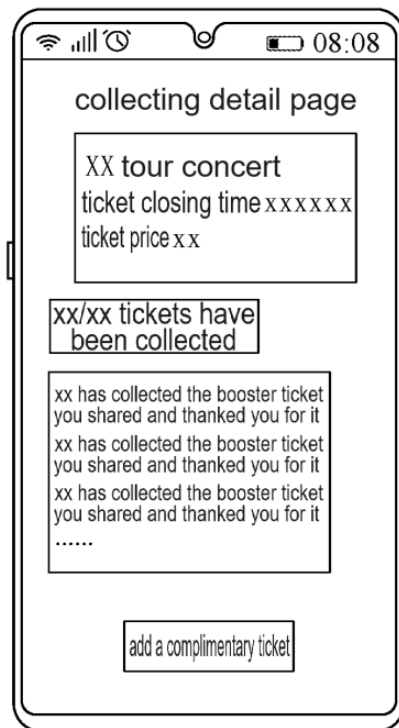 08:08
collecting detail page
XX tour concert
ticket closing time xxxxxx
ticket price xx
xx/xx tickets have
been collected
xx has collected the booster ticket
you shared and thanked you for it
xx has collected the booster ticket
you shared and thanked you for it
xx has collected the booster ticket
you shared and thanked you for it
......
add a complimentary ticket